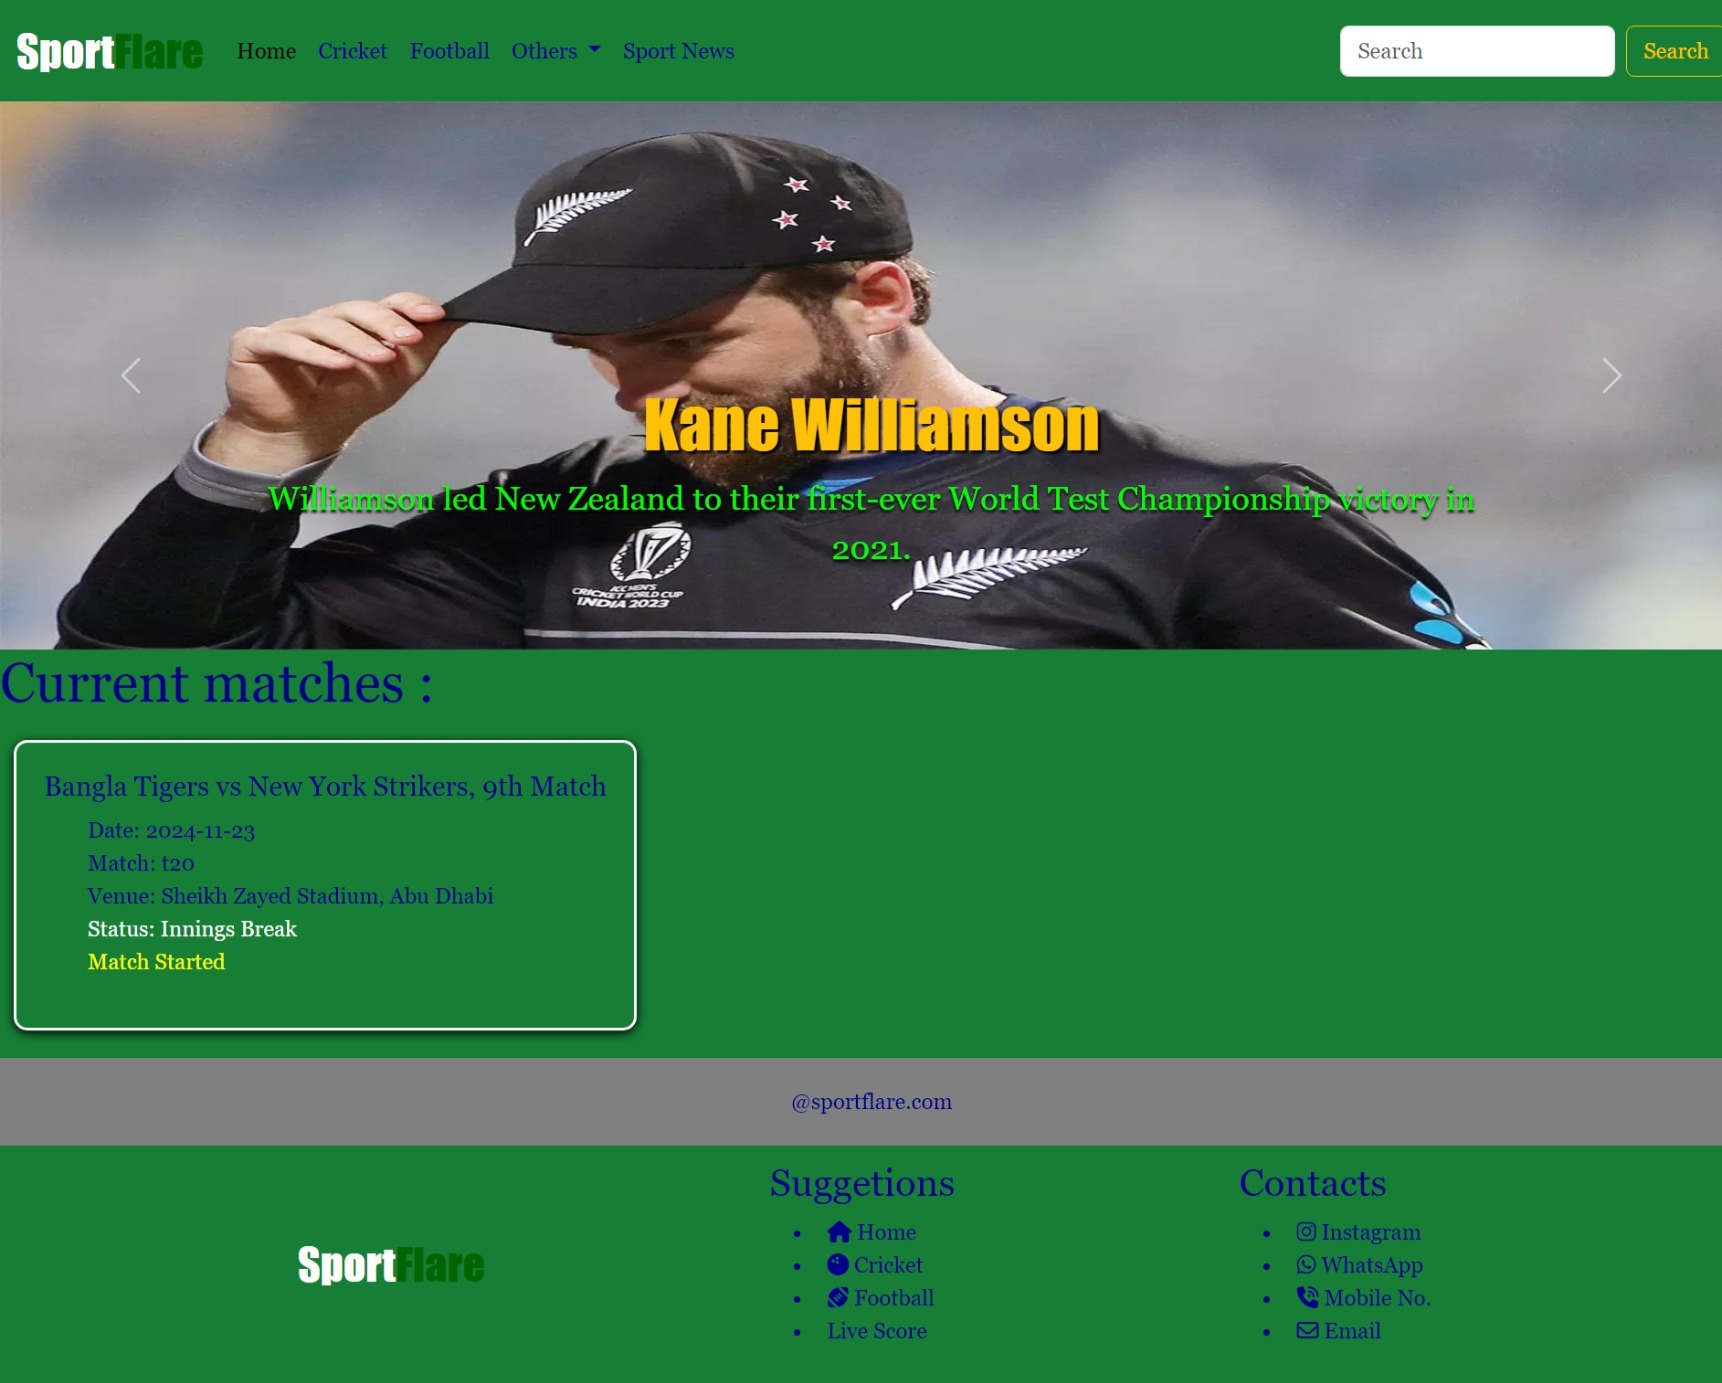 SportFlare
Home Cricket Football Others Sport News
Search
Search
Kane Williamson
Williamson led New Zealand to their first-ever World Test Championship victory in
2021.
ICC MEN'S
CRICKET WORLD CUP
INDIA 2023
Current matches :
Bangla Tigers vs New York Strikers, 9th Match
Date: 2024-11-23
Match: t20
Venue: Sheikh Zayed Stadium, Abu Dhabi
Status: Innings Break
Match Started
@sportflare.com
SportFlare
Suggetions
Home
Cricket
Football
Live Score
Contacts
Instagram
WhatsApp
Mobile No.
Email